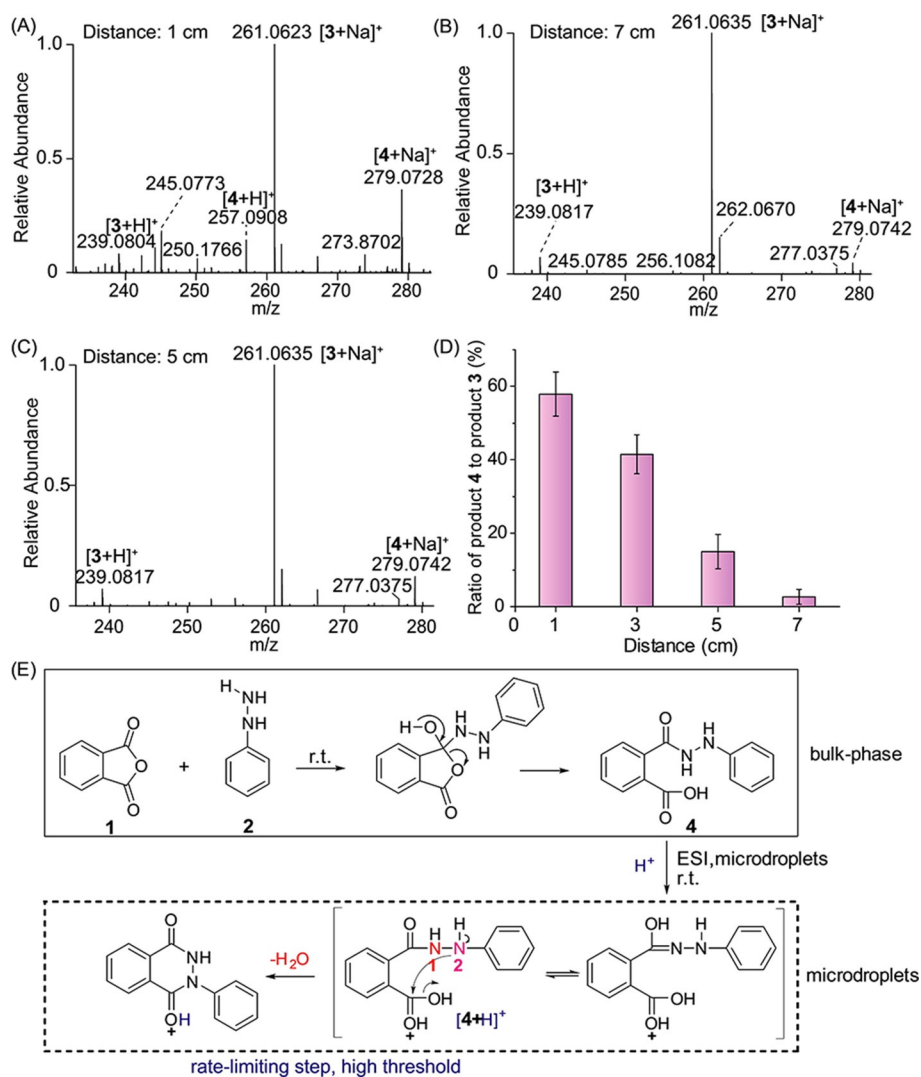 (A)
Distance: 1 cm
261.0623 [3+Na]+
1.0
0.5
0
Relative Abundance
[4+Na]+
279.0728
245.0773
[4+H]+
257.0908
[3+H]+
239.0804
250.1766
273.8702
240 250 260 270 280
m/z
(B)
Distance: 7 cm
261.0635 [3+Na]+
1.0
0.5
0
Relative Abundance
[3+H]+
239.0817
262.0670
[4+Na]+
279.0742
245.0785
256.1082
277.0375
240 250 260 270 280
m/z
(C)
Distance: 5 cm
261.0635 [3+Na]+
1.0
0.5
0
Relative Abundance
[3+H]+
239.0817
[4+Na]+
279.0742
277.0375
240 250 260 270 280
m/z
(D)
Ratio of product 4 to product 3 (%)
60
40
20
0
1 3 5 7
Distance (cm)
(E)
O
O
O
1
+
H
NH
NH
2
r.t.
HO
H
N
N
H
O
O
O
H
N
N
H
OH
O
4
bulk-phase
H+
ESI,microdroplets
r.t.
O
NH
N
OH
+
-H2O
O
H
N
1
H
N
2
OH
OH
+
[4+H]+
OH
N
H
N
OH
OH
+
microdroplets
rate-limiting step, high threshold